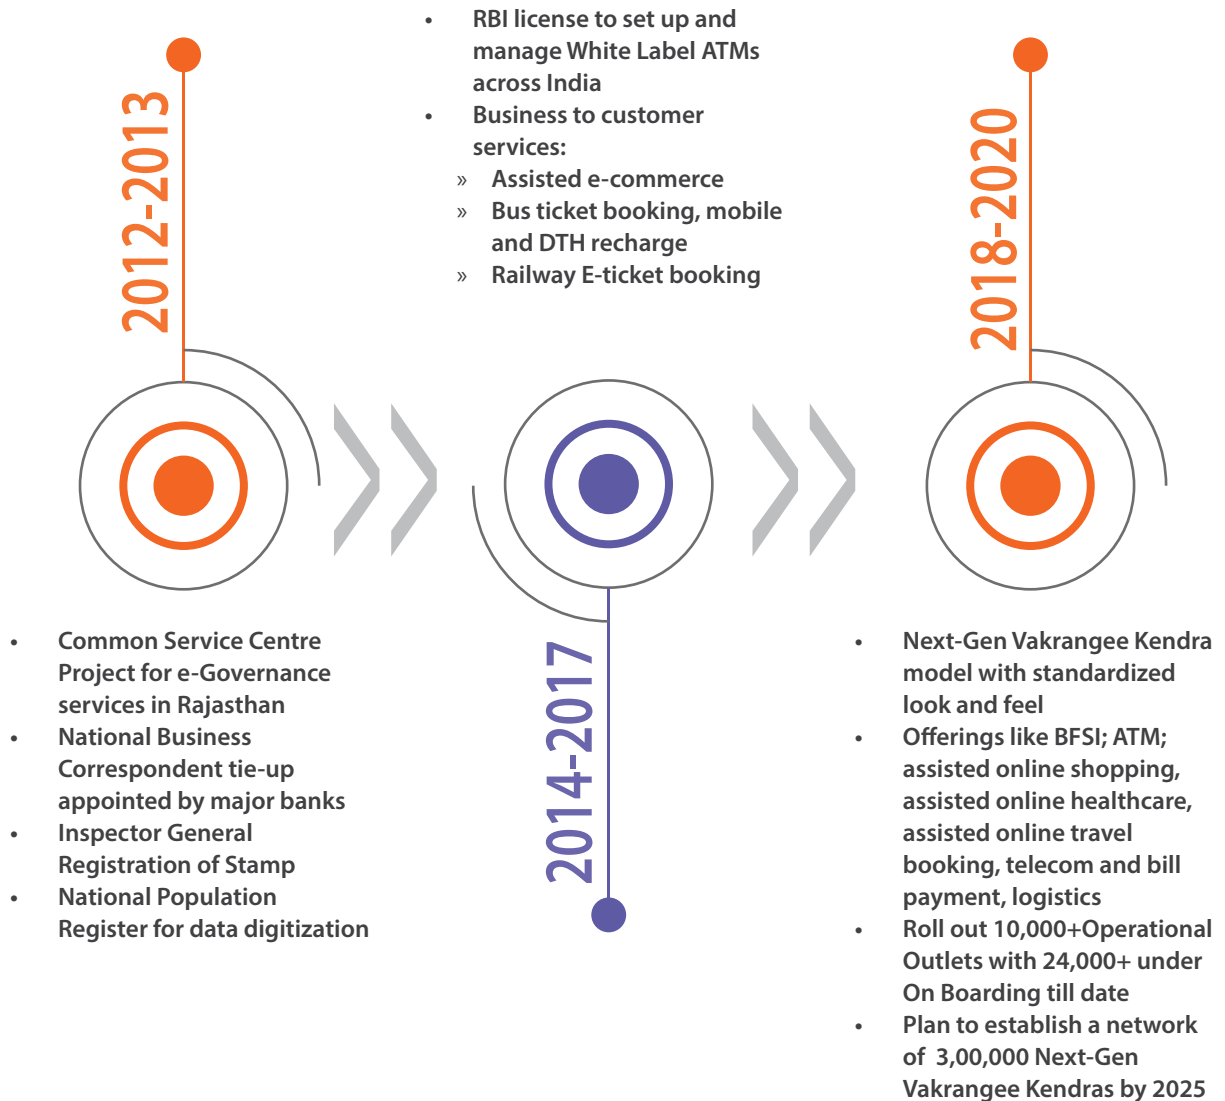 2012-2013
• Common Service Centre
Project for e-Governance
services in Rajasthan
• National Business
Correspondent tie-up
appointed by major banks
• Inspector General
Registration of Stamp
• National Population
Register for data digitization
• RBI license to set up and
manage White Label ATMs
across India
• Business to customer
services:
» Assisted e-commerce
» Bus ticket booking, mobile
and DTH recharge
» Railway E-ticket booking
2014-2017
2018-2020
• Next-Gen Vakrangee Kendra
model with standardized
look and feel
• Offerings like BFSI; ATM;
assisted online shopping,
assisted online healthcare,
assisted online travel
booking, telecom and bill
payment, logistics
• Roll out 10,000+Operational
Outlets with 24,000+ under
On Boarding till date
• Plan to establish a network
of 3,00,000 Next-Gen
Vakrangee Kendras by 2025